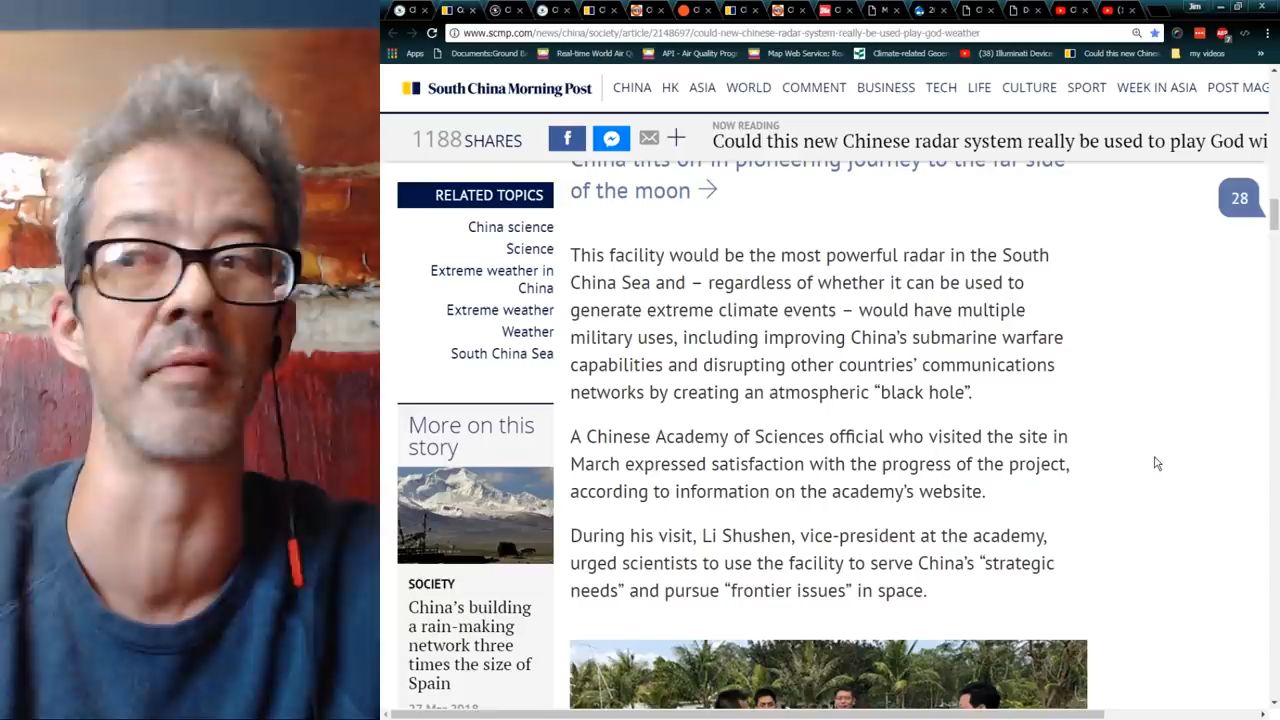 Jim
www.scmp.com/news/china/society/article/2148697/could-new-chinese-radar-system-really-be-used-play-god-weather
Apps
Documents:Ground B
Real-time World Air Q
API - Air Quality Prog
Map Web Service: Re
Climate-related Geoen
(38) Illuminati Device
Could this new Chines
my videos
South China Morning Post
CHINA HK ASIA WORLD COMMENT BUSINESS TECH LIFE CULTURE SPORT WEEK IN ASIA POST MAG
1188 SHARES
NOW READING
Could this new Chinese radar system really be used to play God wi
China lifts off in pioneering journey to the far side
of the moon →
28
RELATED TOPICS
China science
Science
Extreme weather in
China
Extreme weather
Weather
South China Sea
This facility would be the most powerful radar in the South
China Sea and – regardless of whether it can be used to
generate extreme climate events – would have multiple
military uses, including improving China’s submarine warfare
capabilities and disrupting other countries’ communications
networks by creating an atmospheric “black hole”.
A Chinese Academy of Sciences official who visited the site in
March expressed satisfaction with the progress of the project,
according to information on the academy’s website.
During his visit, Li Shushen, vice-president at the academy,
urged scientists to use the facility to serve China’s “strategic
needs” and pursue “frontier issues” in space.
More on this
story
SOCIETY
China’s building
a rain-making
network three
times the size of
Spain
27 Mar 2018